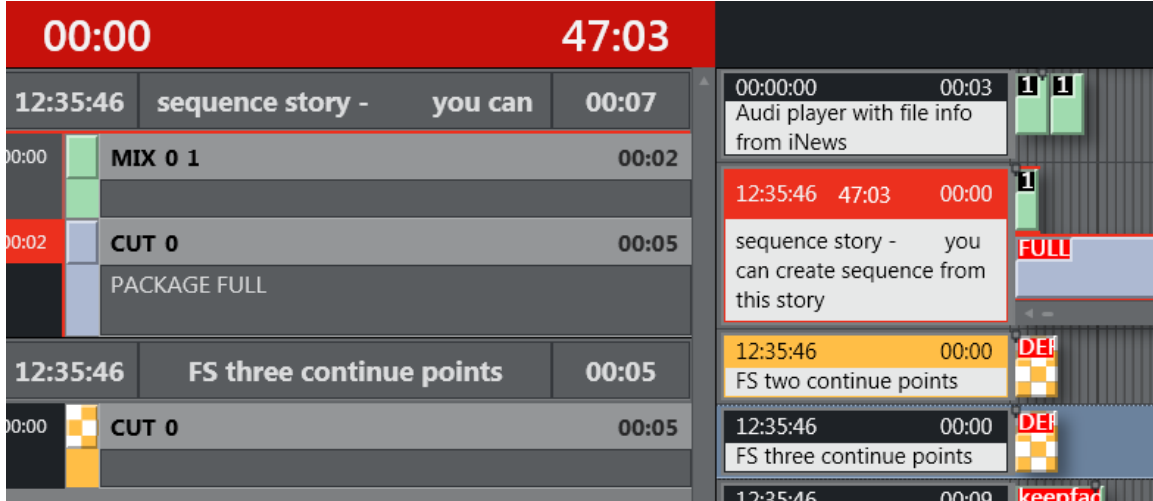 00:00 47:03
12:35:46 sequence story - you can 00:07
00:00 MIX 0 1 00:02
00:02 CUT 0 00:05
PACKAGE FULL
12:35:46 FS three continue points 00:05
00:00 CUT 0 00:05
00:00:00 00:03
Audi player with file info
from iNews
1 1
12:35:46 47:03 00:00
sequence story - you
can create sequence from
this story
1
FULL
12:35:46 00:00
FS two continue points
DEF
12:35:46 00:00
FS three continue points
DEF
12:35:46 00:09
keepfad